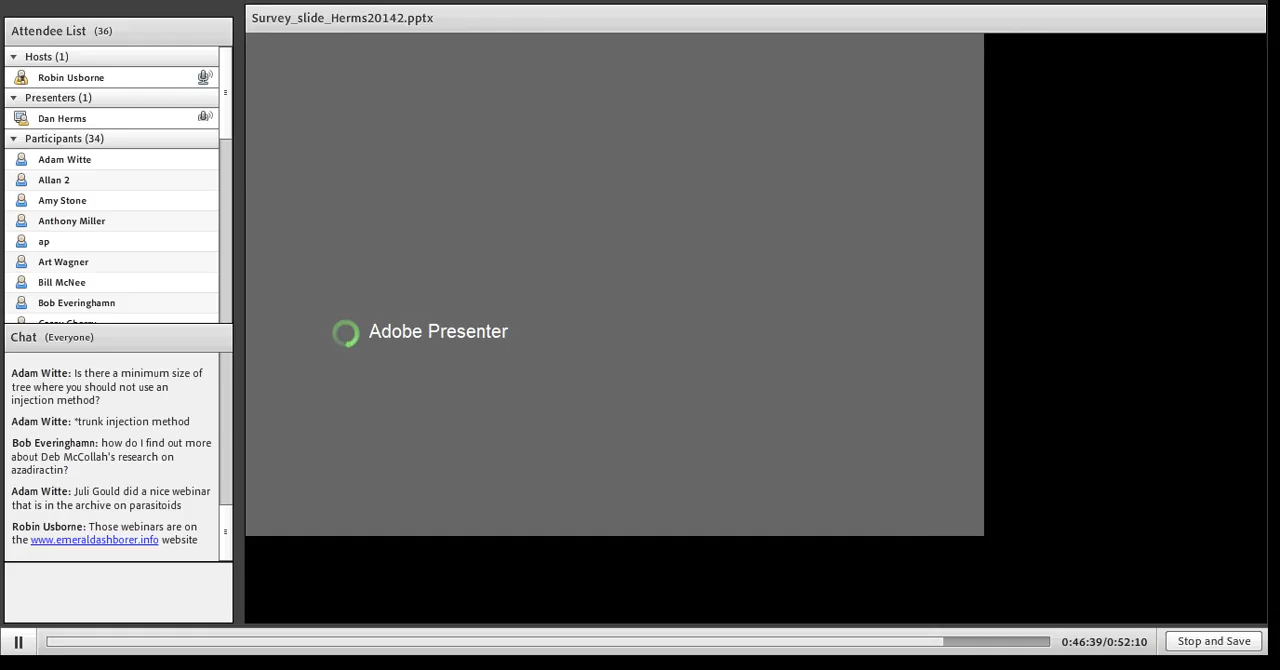 Survey_slide_Herms20142.pptx
Attendee List (36)
Hosts (1)
Robin Usborne
Presenters (1)
Dan Herms
Participants (34)
Adam Witte
Allan 2
Amy Stone
Anthony Miller
ap
Art Wagner
Bill McNee
Bob Everinghamn
Chat (Everyone)
Adam Witte: Is there a minimum size of
tree where you should not use an
injection method?
Adam Witte: *trunk injection method
Bob Everinghamn: how do I find out more
about Deb McCollah's research on
azadiractin?
Adam Witte: Juli Gould did a nice webinar
that is in the archive on parasitoids
Robin Usborne: Those webinars are on
the www.emeraldashborer.info website
Adobe Presenter
0:46:39/0:52:10
Stop and Save